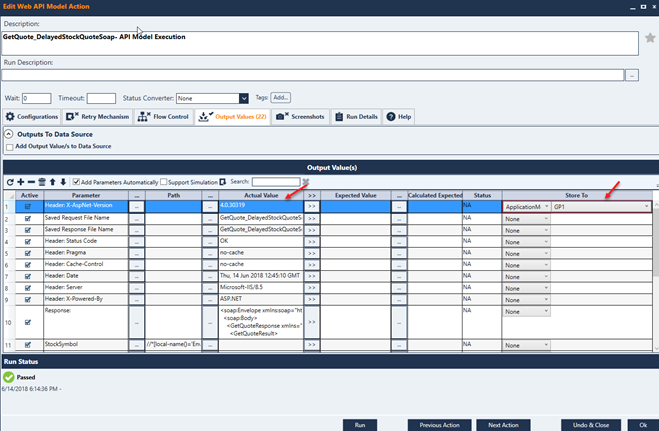 Edit Web API Model Action
Description:
GetQuote_DelayedStockQuoteSoap- API Model Execution
Run Description:
...
Wait: 0 Timeout: Status Converter: None Tags: Add...
Configurations Retry Mechanism Flow Control Output Values (22) Screenshots Run Details Help
Outputs To Data Source
Add Output Value/s to Data Source
Output Value(s)
Add Parameters Automatically Support Simulation Search:
Active Parameter ... Path ... Actual Value >> Expected Value ... Calculated Expected Status Store To
1 Header: X-AspNet-Version ... ... 4.0.30319 >> ... NA ApplicationM GP1
2 Saved Request File Name ... ... GetQuote_DelayedStockQuoteS >> ... NA None
3 Saved Response File Name ... ... GetQuote_DelayedStockQuoteS >> ... NA None
4 Header: Status Code ... ... OK >> ... NA None
5 Header: Pragma ... ... no-cache >> ... NA None
6 Header: Cache-Control ... ... no-cache >> ... NA None
7 Header: Date ... ... Thu, 14 Jun 2018 12:45:10 GMT >> ... NA None
8 Header: Server ... ... Microsoft-IIS/8.5 >> ... NA None
9 Header: X-Powered-By ... ... ASP.NET >> ... NA None
10 Response: ... ... <soap:Envelope xmlns:soap="ht >> ... NA None
<soap:Body>
<GetQuoteResponse xmlns="
<GetQuoteResult>
11 StockSymbol ... //*[local-name()='Env ... >> ... NA None
Run Status
Passed
6/14/2018 6:14:36 PM -
Run Previous Action Next Action Undo & Close Ok